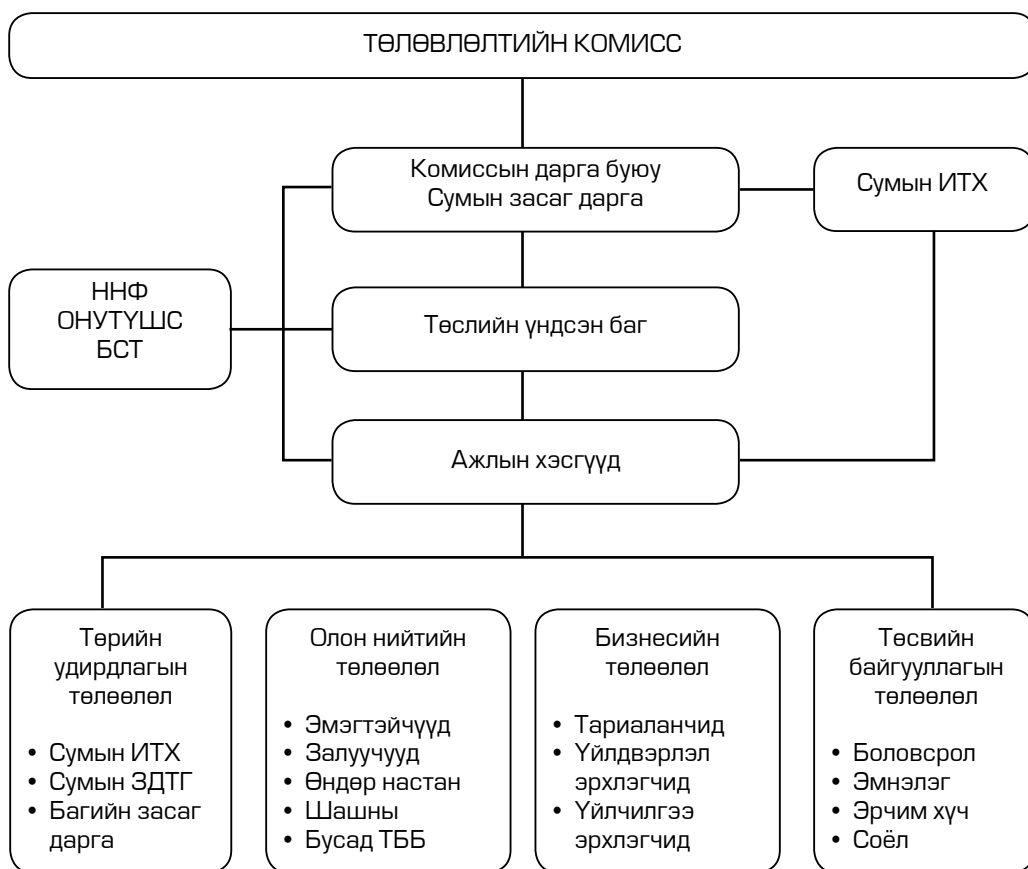 ТӨЛӨВЛӨЛТИЙН КОМИСС
Комиссын дарга буюу
Сумын засаг дарга
Сумын ИТХ
ННФ
ОНУТҮШС
БСТ
Төслийн үндсэн баг
Ажлын хэсгүүд
Төрийн
удирдлагын
төлөөлөл
• Сумын ИТХ
• Сумын ЗДТГ
• Багийн засаг
дарга
Олон нийтийн
төлөөлөл
• Эмэгтэйчүүд
• Залуучууд
• Өндөр настан
• Шашны
• Бусад ТББ
Бизнесийн
төлөөлөл
• Тариаланчид
• Үйлдвэрлэл
эрхлэгчид
• Үйлчилгээ
эрхлэгчид
Төсвийн
байгууллагын
төлөөлөл
• Боловсрол
• Эмнэлэг
• Эрчим хүч
• Соёл